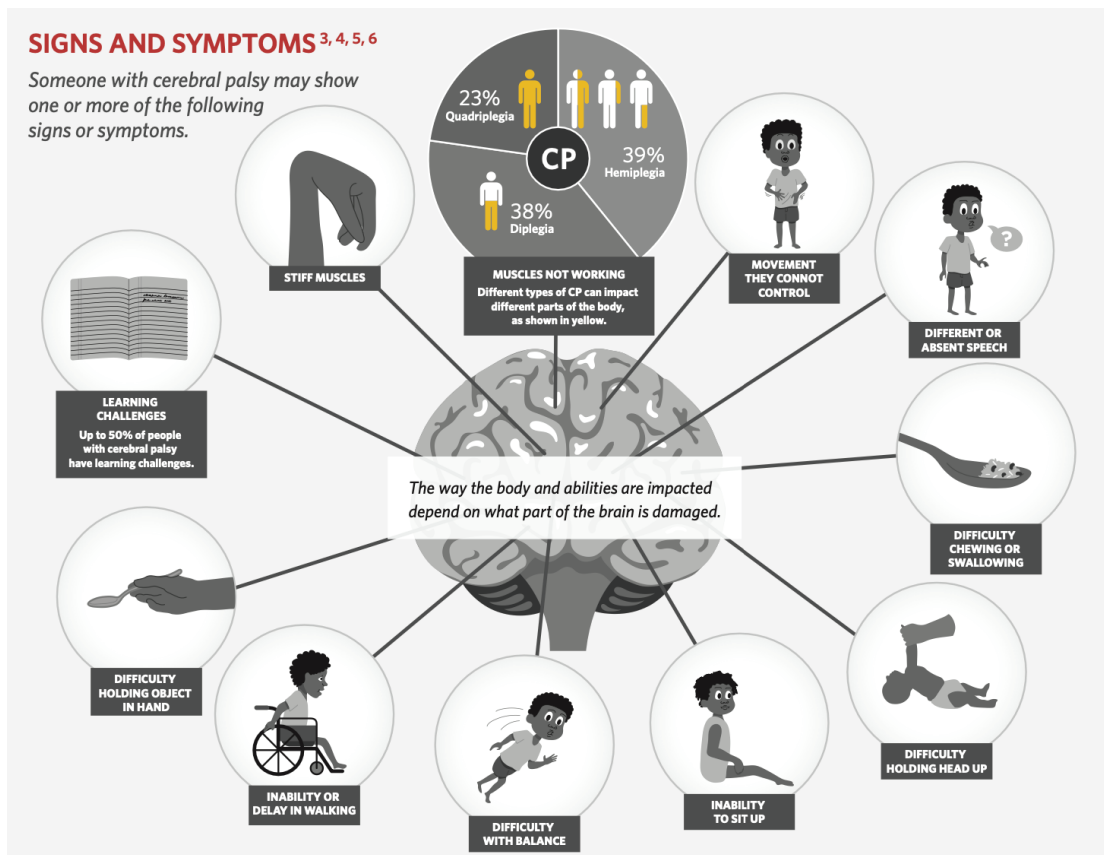 SIGNS AND SYMPTOMS 3, 4, 5, 6
Someone with cerebral palsy may show
one or more of the following
signs or symptoms.
23%
Quadriplegia
39%
Hemiplegia
CP
38%
Diplegia
MUSCLES NOT WORKING
Different types of CP can impact
different parts of the body,
as shown in yellow.
STIFF MUSCLES
MOVEMENT
THEY CONNOT
CONTROL
?
DIFFERENT OR
ABSENT SPEECH
LEARNING
CHALLENGES
Up to 50% of people
with cerebral palsy
have learning challenges.
The way the body and abilities are impacted
depend on what part of the brain is damaged.
DIFFICULTY
CHEWING OR
SWALLOWING
DIFFICULTY
HOLDING OBJECT
IN HAND
INABILITY OR
DELAY IN WALKING
DIFFICULTY
WITH BALANCE
INABILITY
TO SIT UP
DIFFICULTY
HOLDING HEAD UP